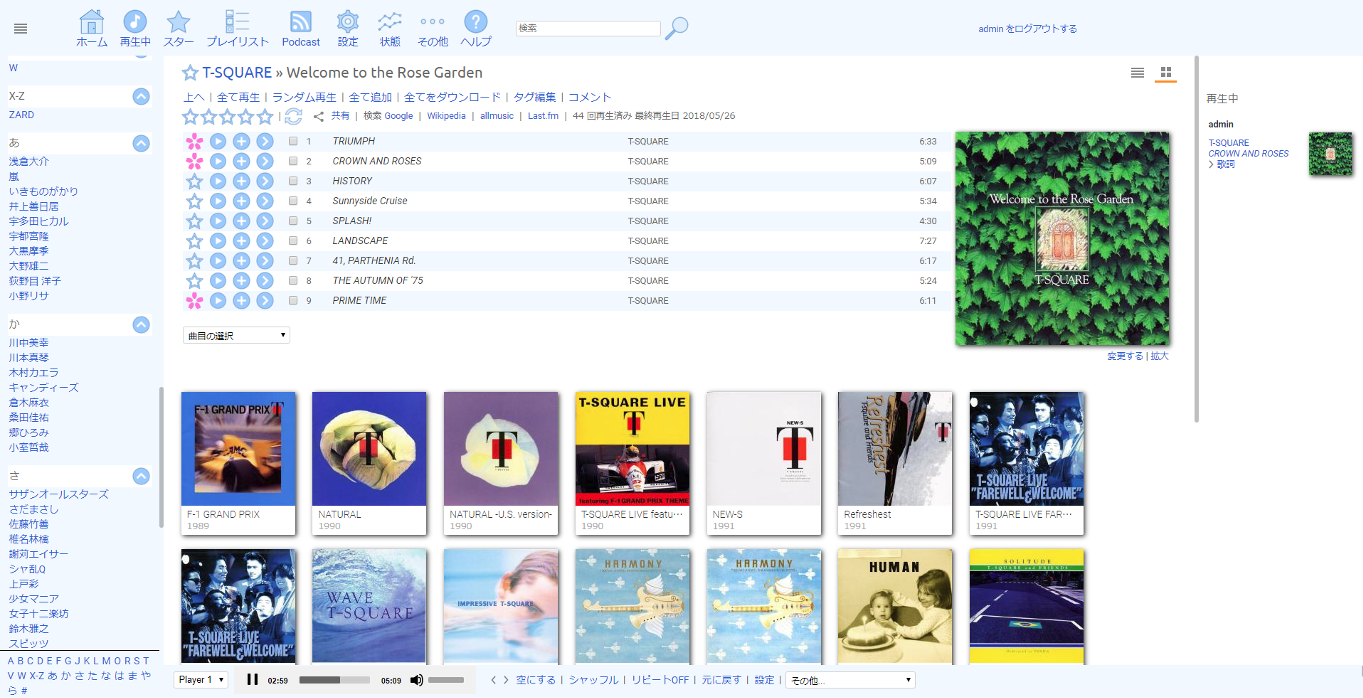 ホーム 再生中 スター プレイリスト Podcast 設定 状態 その他 ヘルプ
検索
admin をログアウトする
W
X-Z
ZARD
あ
浅倉大介
嵐
いきものがかり
井上善日居
宇多田ヒカル
宇都宮隆
大黒摩季
大野雄二
荻野目 洋子
小野リサ
か
川中美幸
川本真琴
木村カエラ
キャンディーズ
倉木麻衣
桑田佳祐
郷ひろみ
小室哲哉
さ
サザンオールスターズ
さだまさし
佐藤竹善
椎名林檎
謝苅エイサー
シャ乱Q
上戸彩
少女マニア
女子十二楽坊
鈴木雅之
スピッツ
A B C D E F G J K L M O R S T
V W X-Z あ か さ た な は ま や
ら #
T-SQUARE » Welcome to the Rose Garden
上へ | 全て再生 | ランダム再生 | 全て追加 | 全てをダウンロード | タグ編集 | コメント
| 共有 | 検索 Google | Wikipedia | allmusic | Last.fm | 44 回再生済み 最終再生日 2018/05/26
1 TRIUMPH T-SQUARE 6:33
2 CROWN AND ROSES T-SQUARE 5:09
3 HISTORY T-SQUARE 6:07
4 Sunnyside Cruise T-SQUARE 5:34
5 SPLASH! T-SQUARE 4:30
6 LANDSCAPE T-SQUARE 7:27
7 41, PARTHENIA Rd. T-SQUARE 6:17
8 THE AUTUMN OF '75 T-SQUARE 5:24
9 PRIME TIME T-SQUARE 6:11
曲目の選択
Welcome to the Rose Garden
T-SQUARE
変更する | 拡大
F-1 GRAND PRIX T
T
T
T-SQUARE LIVE
T
featuring F-1 GRAND PRIX THEME
NEW-S
T
Refreshest
T
T-SQUARE LIVE
"FAREWELL & WELCOME"
F-1 GRAND PRIX
1989
NATURAL
1990
NATURAL -U.S. version-
1990
T-SQUARE LIVE featu…
1990
NEW-S
1991
Refreshest
1991
T-SQUARE LIVE FAR…
1991
T-SQUARE LIVE
"FAREWELL & WELCOME"
WAVE
T-SQUARE
IMPRESSIVE T-SQUARE
HARMONY
HARMONY
HUMAN
SOLITUDE
T-SQUARE and FRIENDS
再生中
admin
T-SQUARE
CROWN AND ROSES
歌詞
Player 1
02:59
05:09
空にする | シャッフル | リピートOFF | 元に戻す | 設定 | その他...